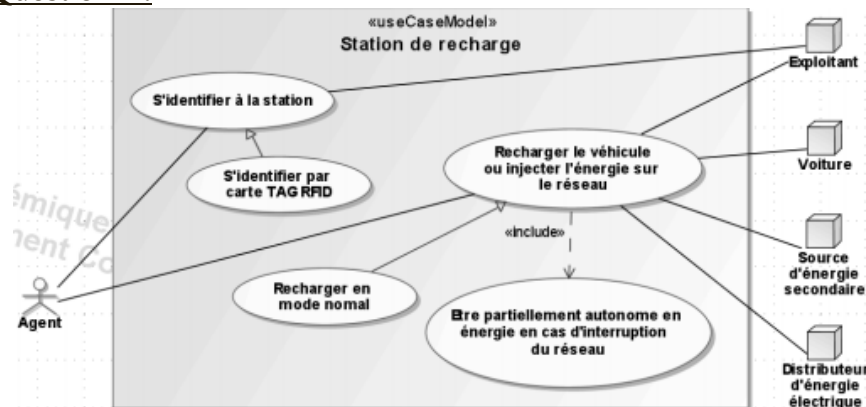 «useCaseModel»
Station de recharge
Exploitant
S'identifier à la station
Recharger le véhicule
ou injecter l'énergie sur
le réseau
Voiture
S'identifier par
carte TAG RFID
«include»
Source
d'énergie
secondaire
Recharger en
mode nomal
Etre partiellement autonome en
énergie en cas d'interruption
du réseau
Agent
Distributeur
d'énergie
électrique